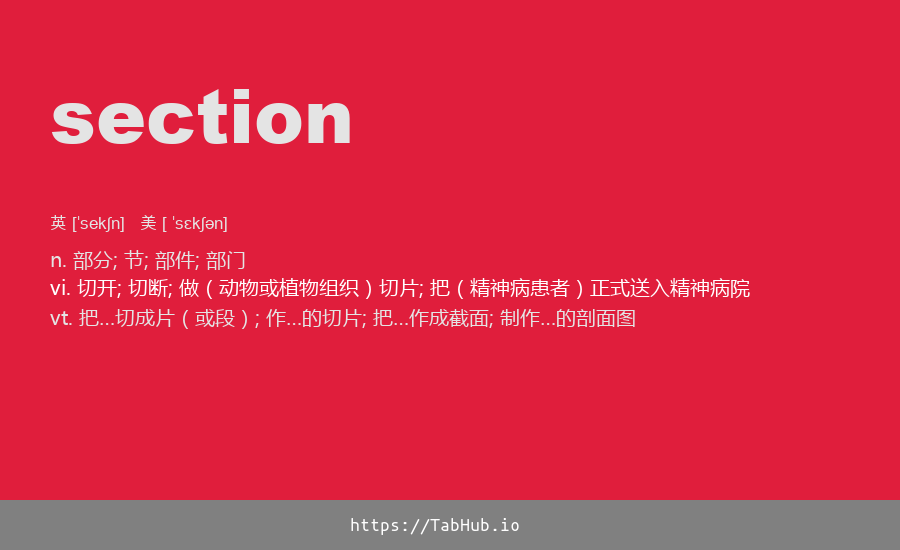 section
英 [ˈsekʃn] 美 [ ˈsɛkʃən]
n. 部分; 节; 部件; 部门
vi. 切开; 切断; 做（动物或植物组织）切片; 把（精神病患者）正式送入精神病院
vt. 把...切成片（或段）; 作...的切片; 把...作成截面; 制作...的剖面图
https://TabHub.io